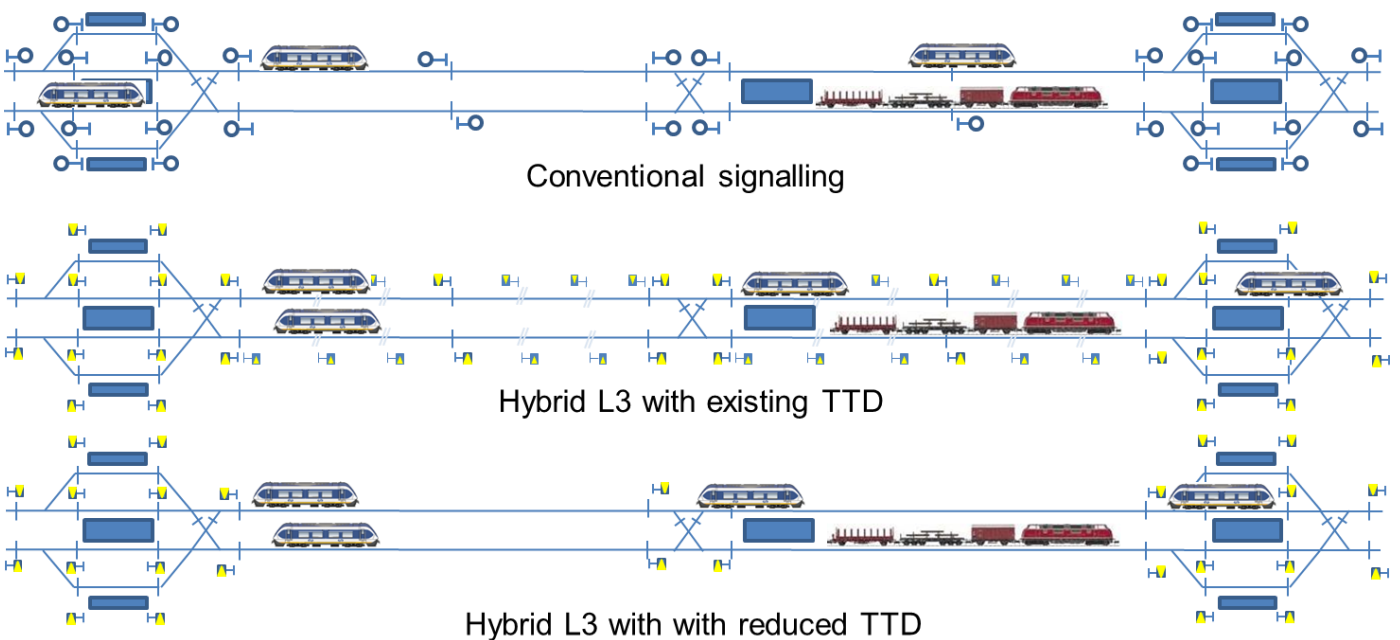 Conventional signalling
Hybrid L3 with existing TTD
Hybrid L3 with with reduced TTD